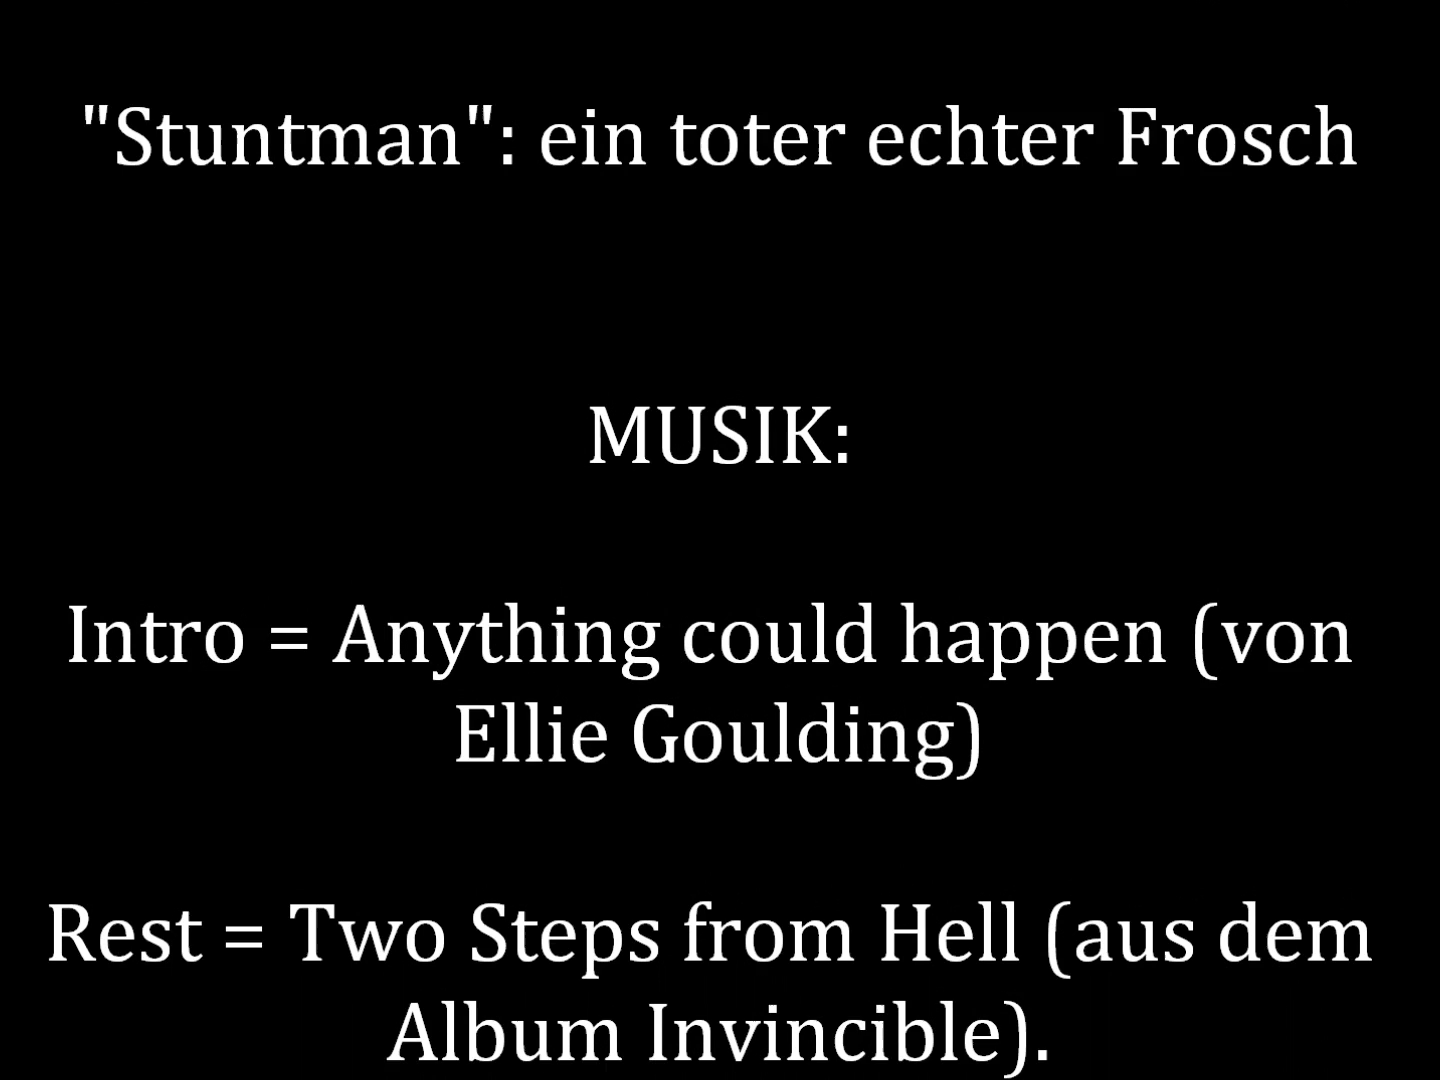 "Stuntman": ein toter echter Frosch
MUSIK:
Intro = Anything could happen (von
Ellie Goulding)
Rest = Two Steps from Hell (aus dem
Album Invincible).